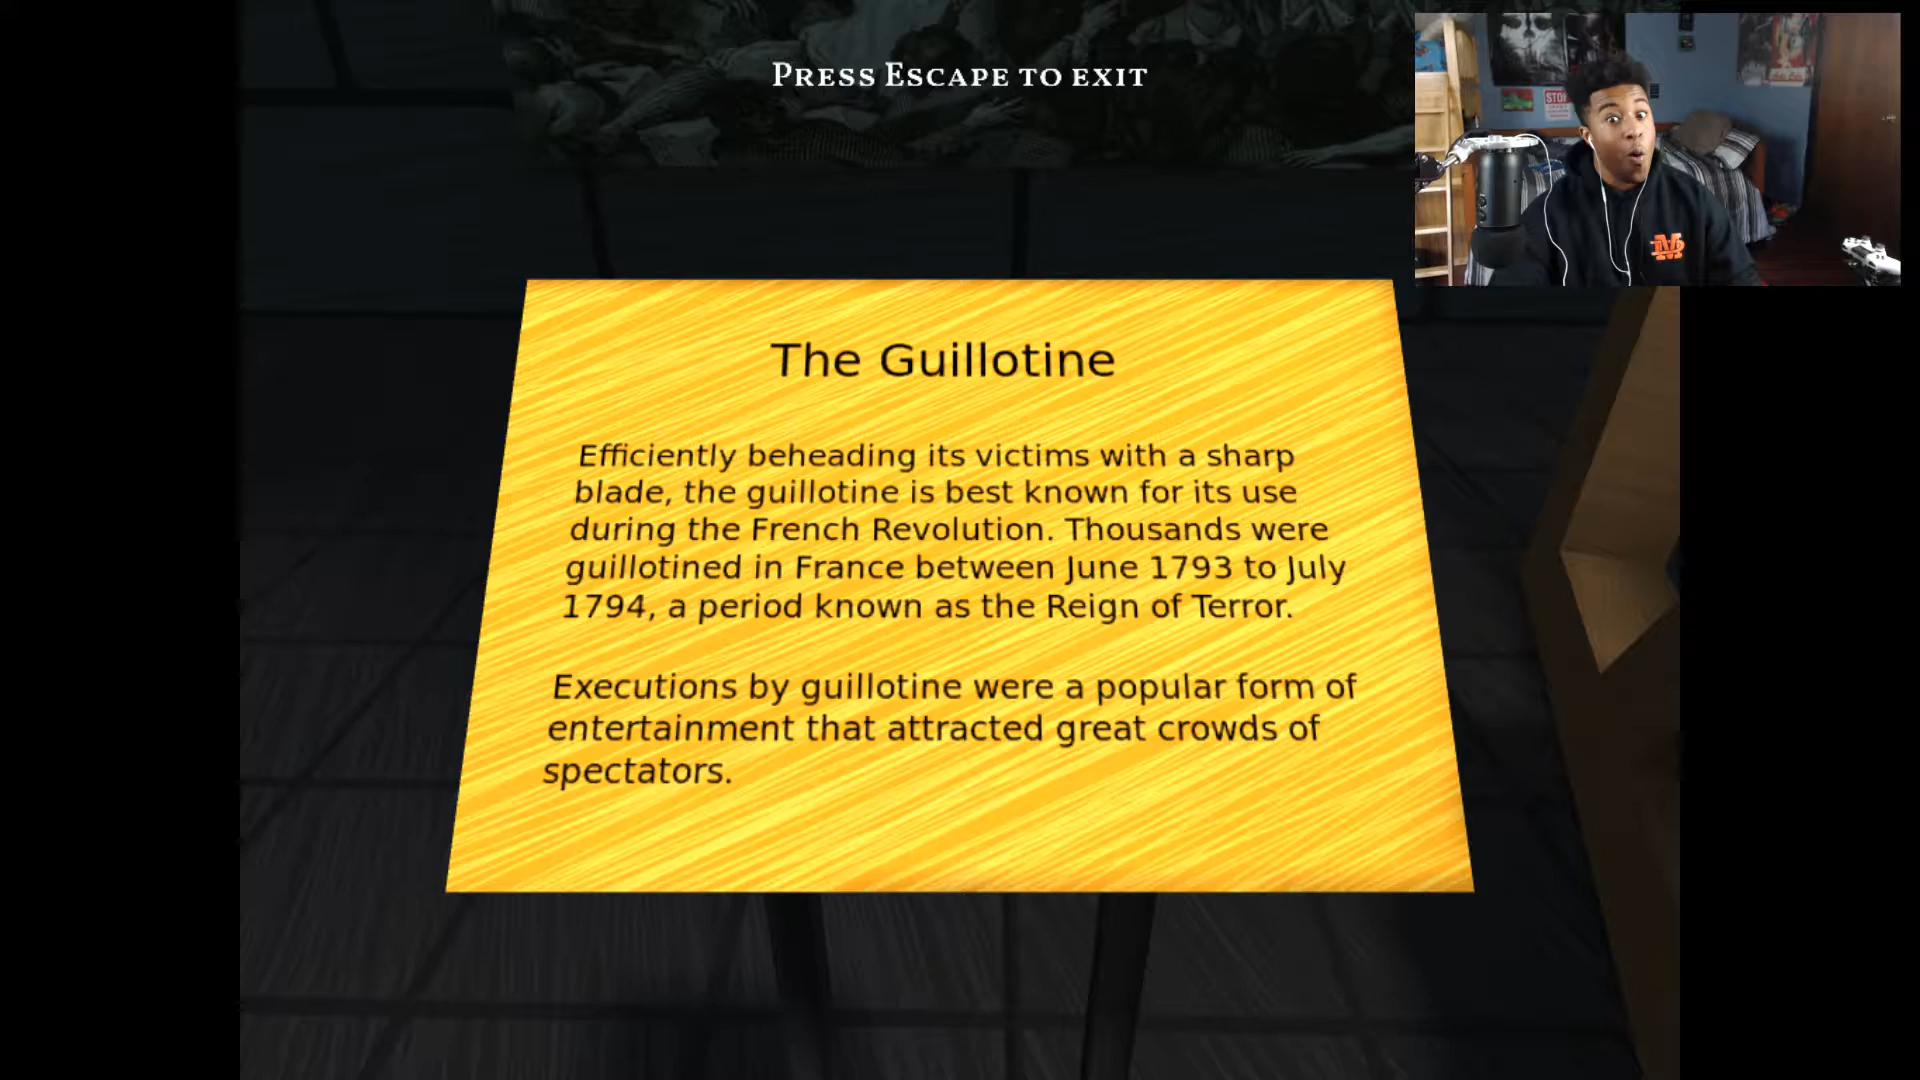 PRESS ESCAPE TO EXIT
STOP
The Guillotine
Efficiently beheading its victims with a sharp
blade, the guillotine is best known for its use
during the French Revolution. Thousands were
guillotined in France between June 1793 to July
1794, a period known as the Reign of Terror.
Executions by guillotine were a popular form of
entertainment that attracted great crowds of
spectators.